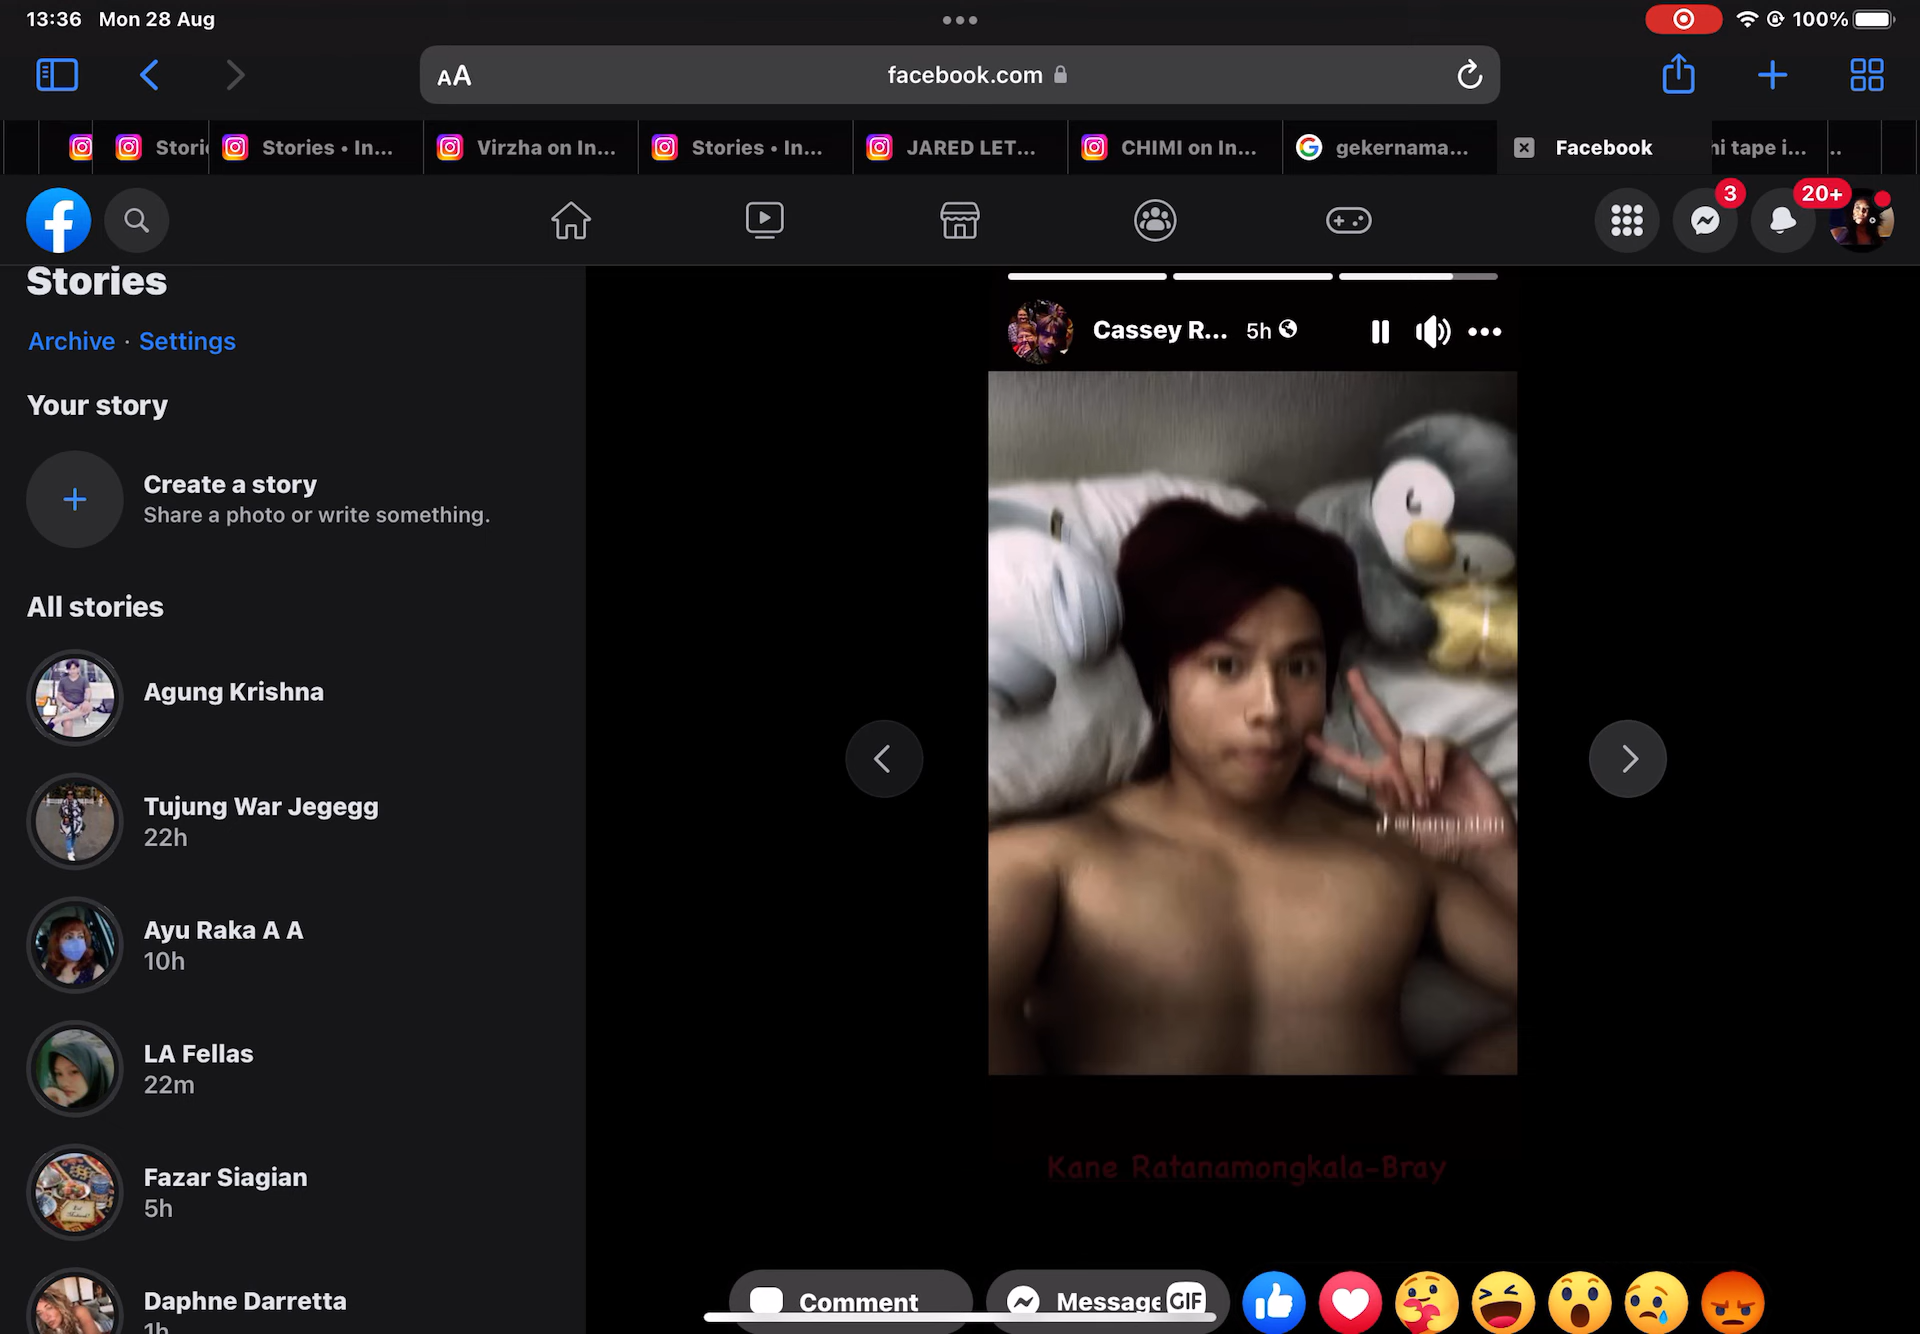 13:36 Mon 28 Aug
100%
AA
facebook.com
Stories • In...
Virzha on In...
Stories • In...
JARED LET...
CHIMI on In...
gekernama...
Facebook
hi tape i...
..
3
20+
Stories
Archive · Settings
Your story
Create a story
Share a photo or write something.
All stories
Agung Krishna
Tujung War Jegegg
22h
Ayu Raka A A
10h
LA Fellas
22m
Fazar Siagian
5h
Daphne Darretta
1h
Cassey R... 5h
Kane Ratanamongkala-Bray
Comment
Message
GIF